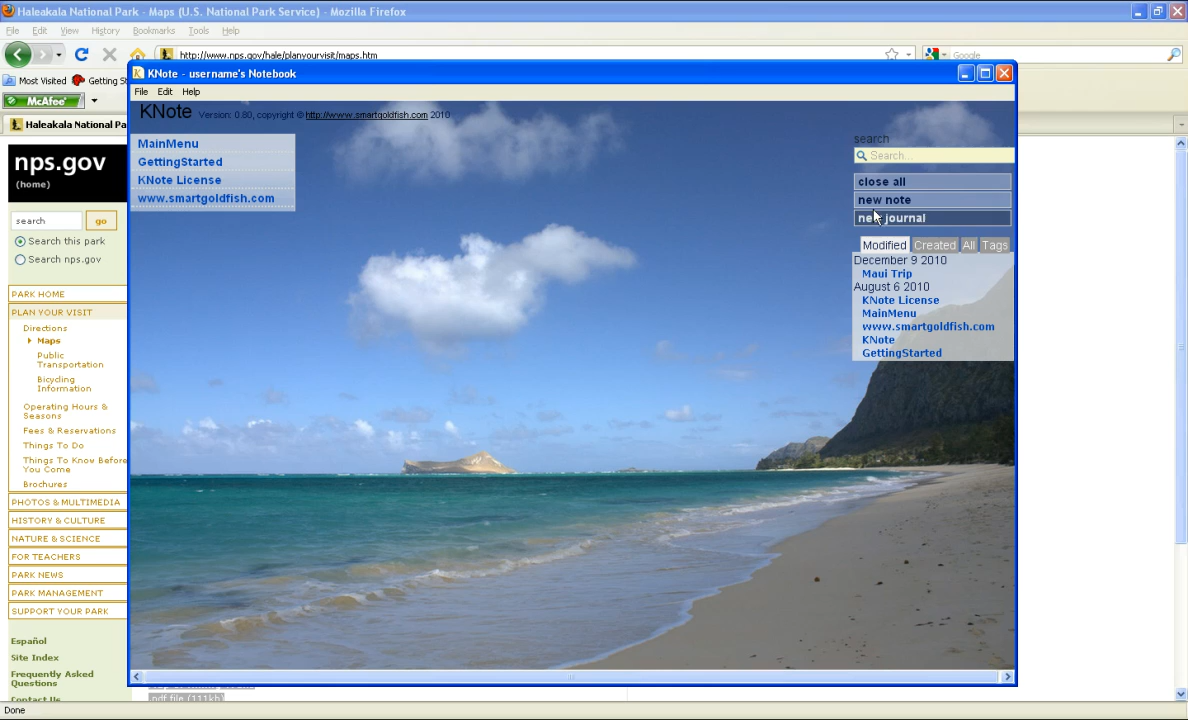 Haleakala National Park - Maps (U.S. National Park Service) - Mozilla Firefox
File Edit View History Bookmarks Tools Help
http://www.nps.gov/hale/planyourvisit/maps.htm
Google
Most Visited Getting St
McAfee
Haleakala National Pa
KNote - username's Notebook
File Edit Help
KNote Version: 0.80, copyright © http://www.smartgoldfish.com 2010
MainMenu
GettingStarted
KNote License
www.smartgoldfish.com
search
Search...
close all
new note
new journal
Modified Created All Tags
December 9 2010
Maui Trip
August 6 2010
KNote License
MainMenu
www.smartgoldfish.com
KNote
GettingStarted
nps.gov
(home)
search go
Search this park
Search nps.gov
PARK HOME
PLAN YOUR VISIT
Directions
Maps
Public
Transportation
Bicycling
Information
Operating Hours &
Seasons
Fees & Reservations
Things To Do
Things To Know Before
You Come
Brochures
PHOTOS & MULTIMEDIA
HISTORY & CULTURE
NATURE & SCIENCE
FOR TEACHERS
PARK NEWS
PARK MANAGEMENT
SUPPORT YOUR PARK
Español
Site Index
Frequently Asked
Questions
Contact Us
pdf file (111kb)
Done